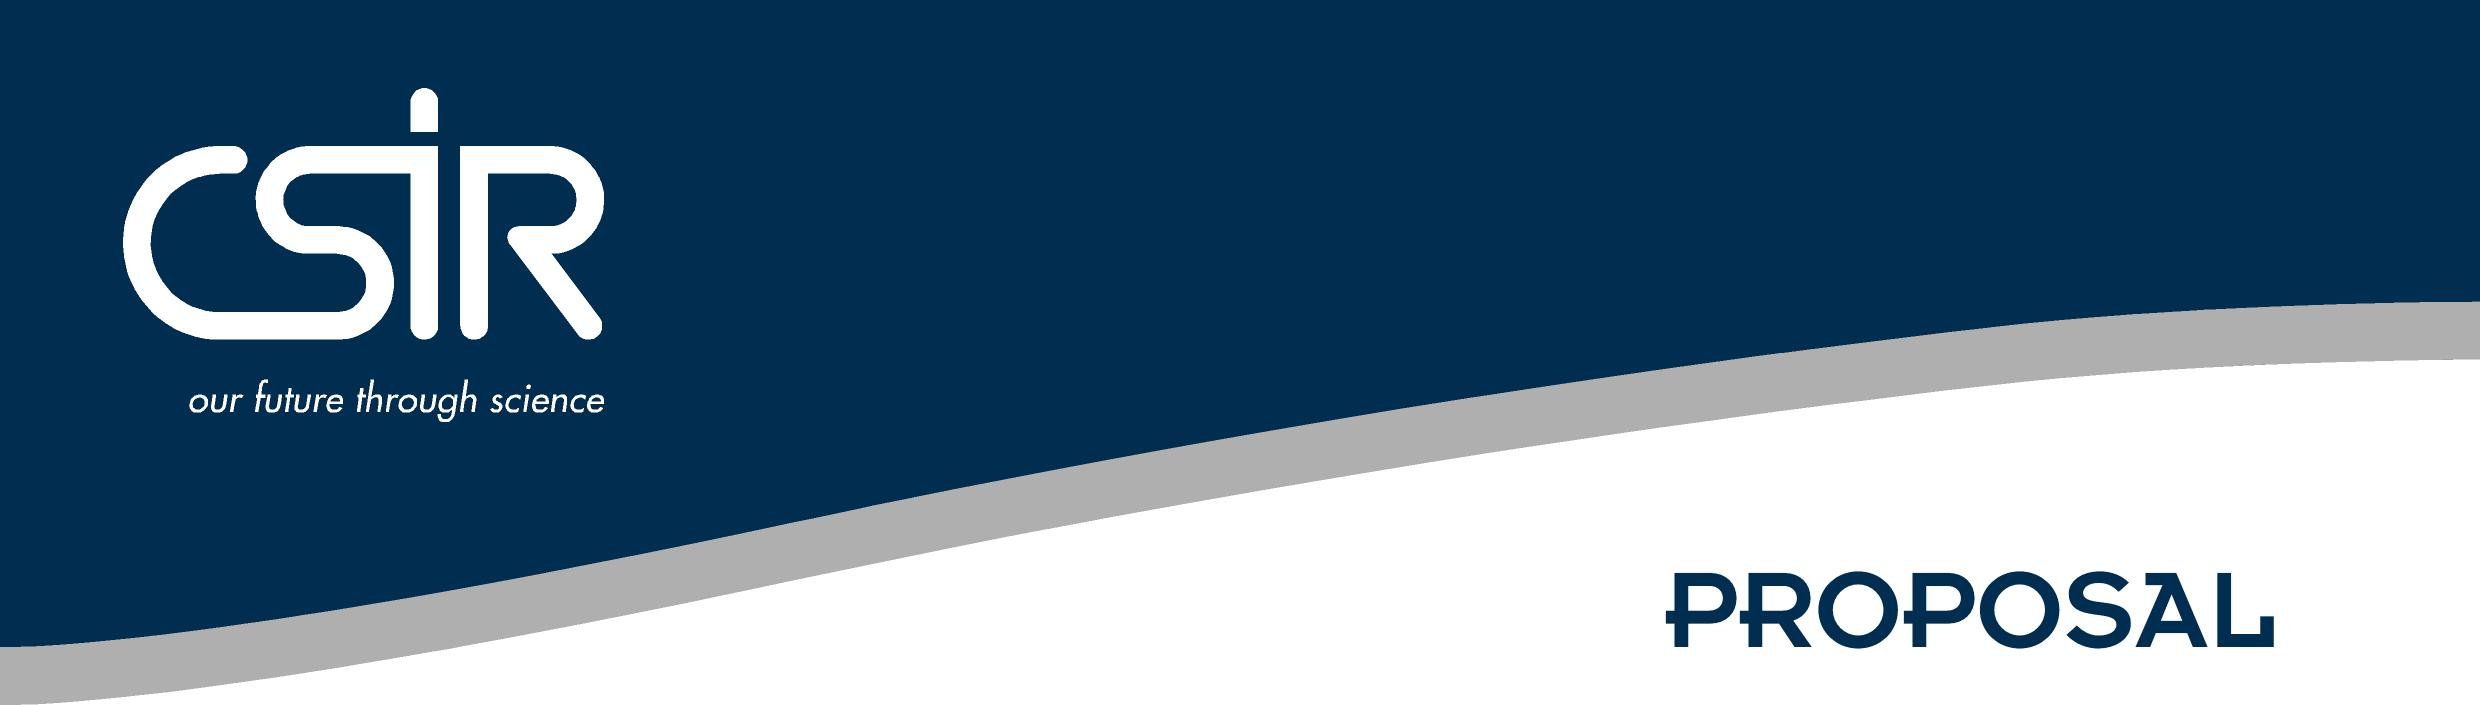 CSiR
our future through science
PROPOSAL